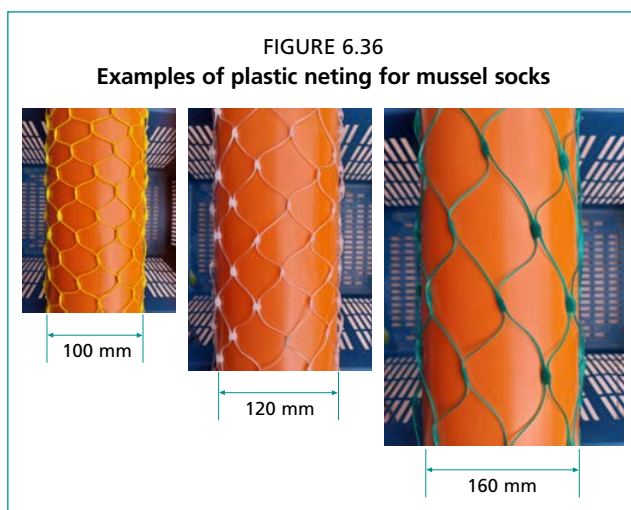 FIGURE 6.36
Examples of plastic neting for mussel socks
100 mm
120 mm
160 mm